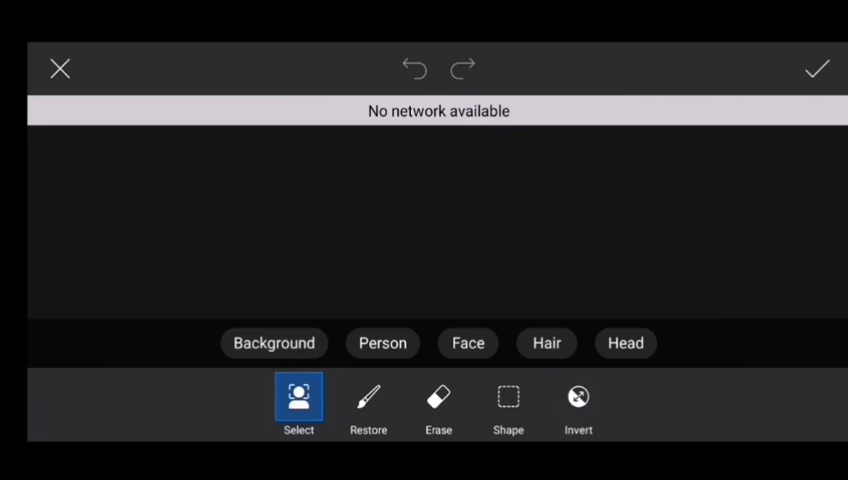 No network available
Background Person Face Hair Head
Select Restore Erase Shape Invert